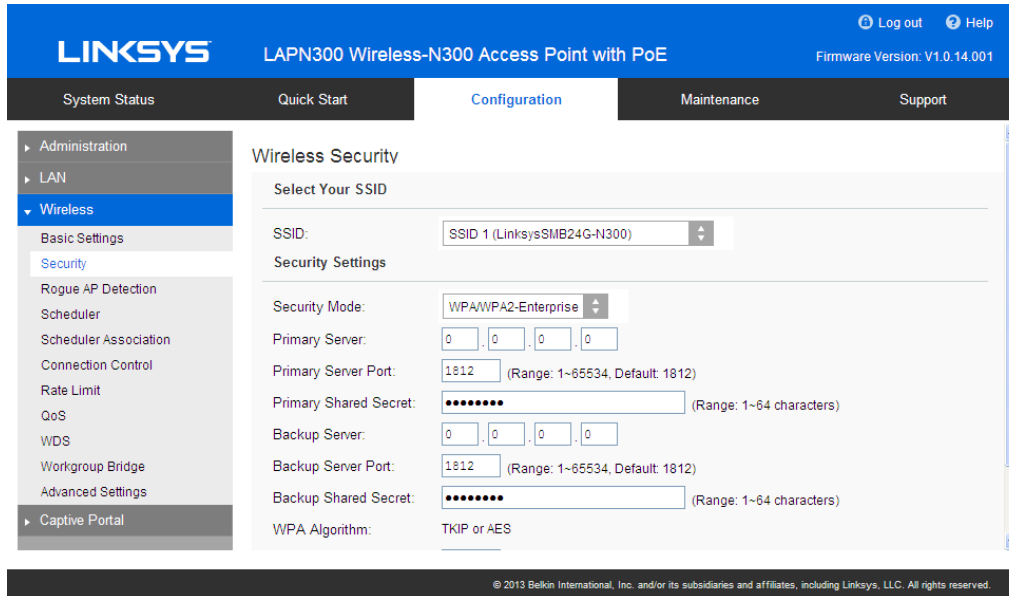 Log out Help
LINKSYS LAPN300 Wireless-N300 Access Point with PoE Firmware Version: V1.0.14.001
System Status Quick Start Configuration Maintenance Support
Administration
LAN
Wireless
Basic Settings
Security
Rogue AP Detection
Scheduler
Scheduler Association
Connection Control
Rate Limit
QoS
WDS
Workgroup Bridge
Advanced Settings
Captive Portal
Wireless Security
Select Your SSID
SSID: SSID 1 (LinksysSMB24G-N300)
Security Settings
Security Mode: WPA/WPA2-Enterprise
Primary Server: 0 . 0 . 0 . 0
Primary Server Port: 1812 (Range: 1~65534, Default: 1812)
Primary Shared Secret: •••••••• (Range: 1~64 characters)
Backup Server: 0 . 0 . 0 . 0
Backup Server Port: 1812 (Range: 1~65534, Default: 1812)
Backup Shared Secret: •••••••• (Range: 1~64 characters)
WPA Algorithm: TKIP or AES
© 2013 Belkin International, Inc. and/or its subsidiaries and affiliates, including Linksys, LLC. All rights reserved.